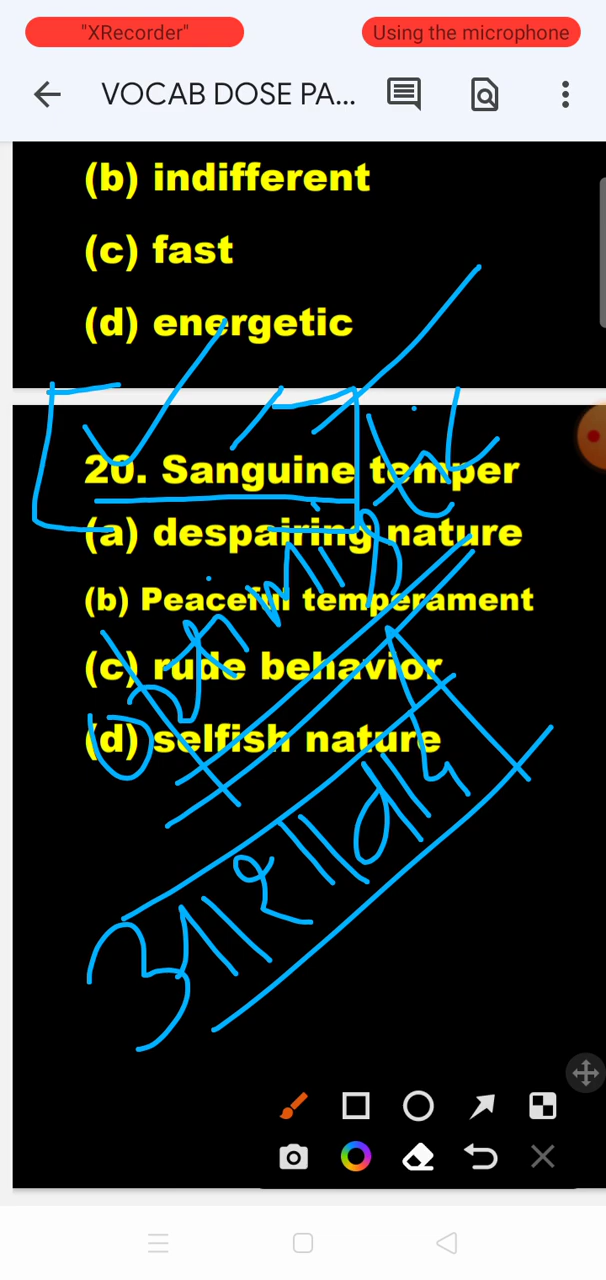 "XRecorder"
Using the microphone
VOCAB DOSE PA...
(b) indifferent
(c) fast
(d) energetic
20. Sanguine temper
(a) despairing nature
(b) Peaceful temperament
(c) rude behavior
(d) selfish nature
optimistic
आशावादी